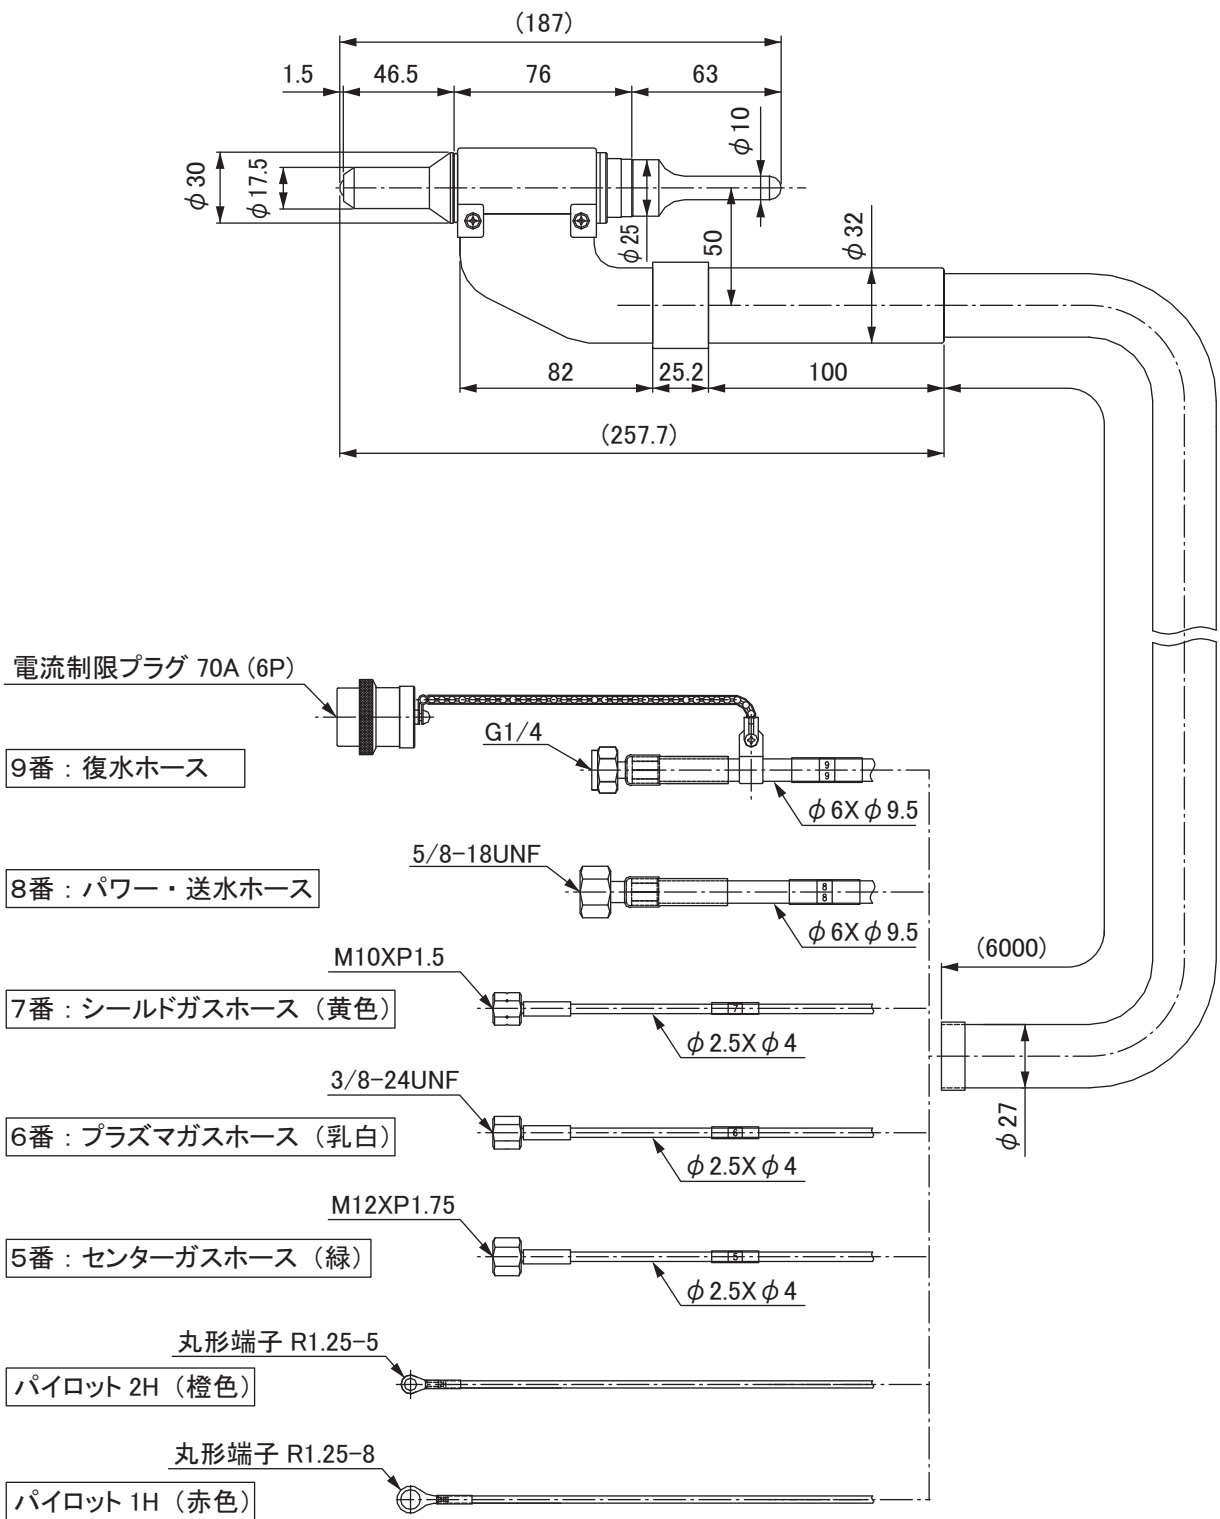 (187)
1.5 46.5 76 63
φ10
φ30
φ17.5
φ25
50
φ32
82 25.2 100
(257.7)
電流制限プラグ 70A (6P)
G1/4
9番：復水ホース
9
9
φ6Xφ9.5
5/8-18UNF
8番：パワー・送水ホース
8
8
φ6Xφ9.5
(6000)
M10XP1.5
7番：シールドガスホース（黄色）
7
φ2.5Xφ4
φ27
3/8-24UNF
6番：プラズマガスホース（乳白）
6
φ2.5Xφ4
M12XP1.75
5番：センターガスホース（緑）
5
φ2.5Xφ4
丸形端子 R1.25-5
パイロット 2H（橙色）
丸形端子 R1.25-8
パイロット 1H（赤色）